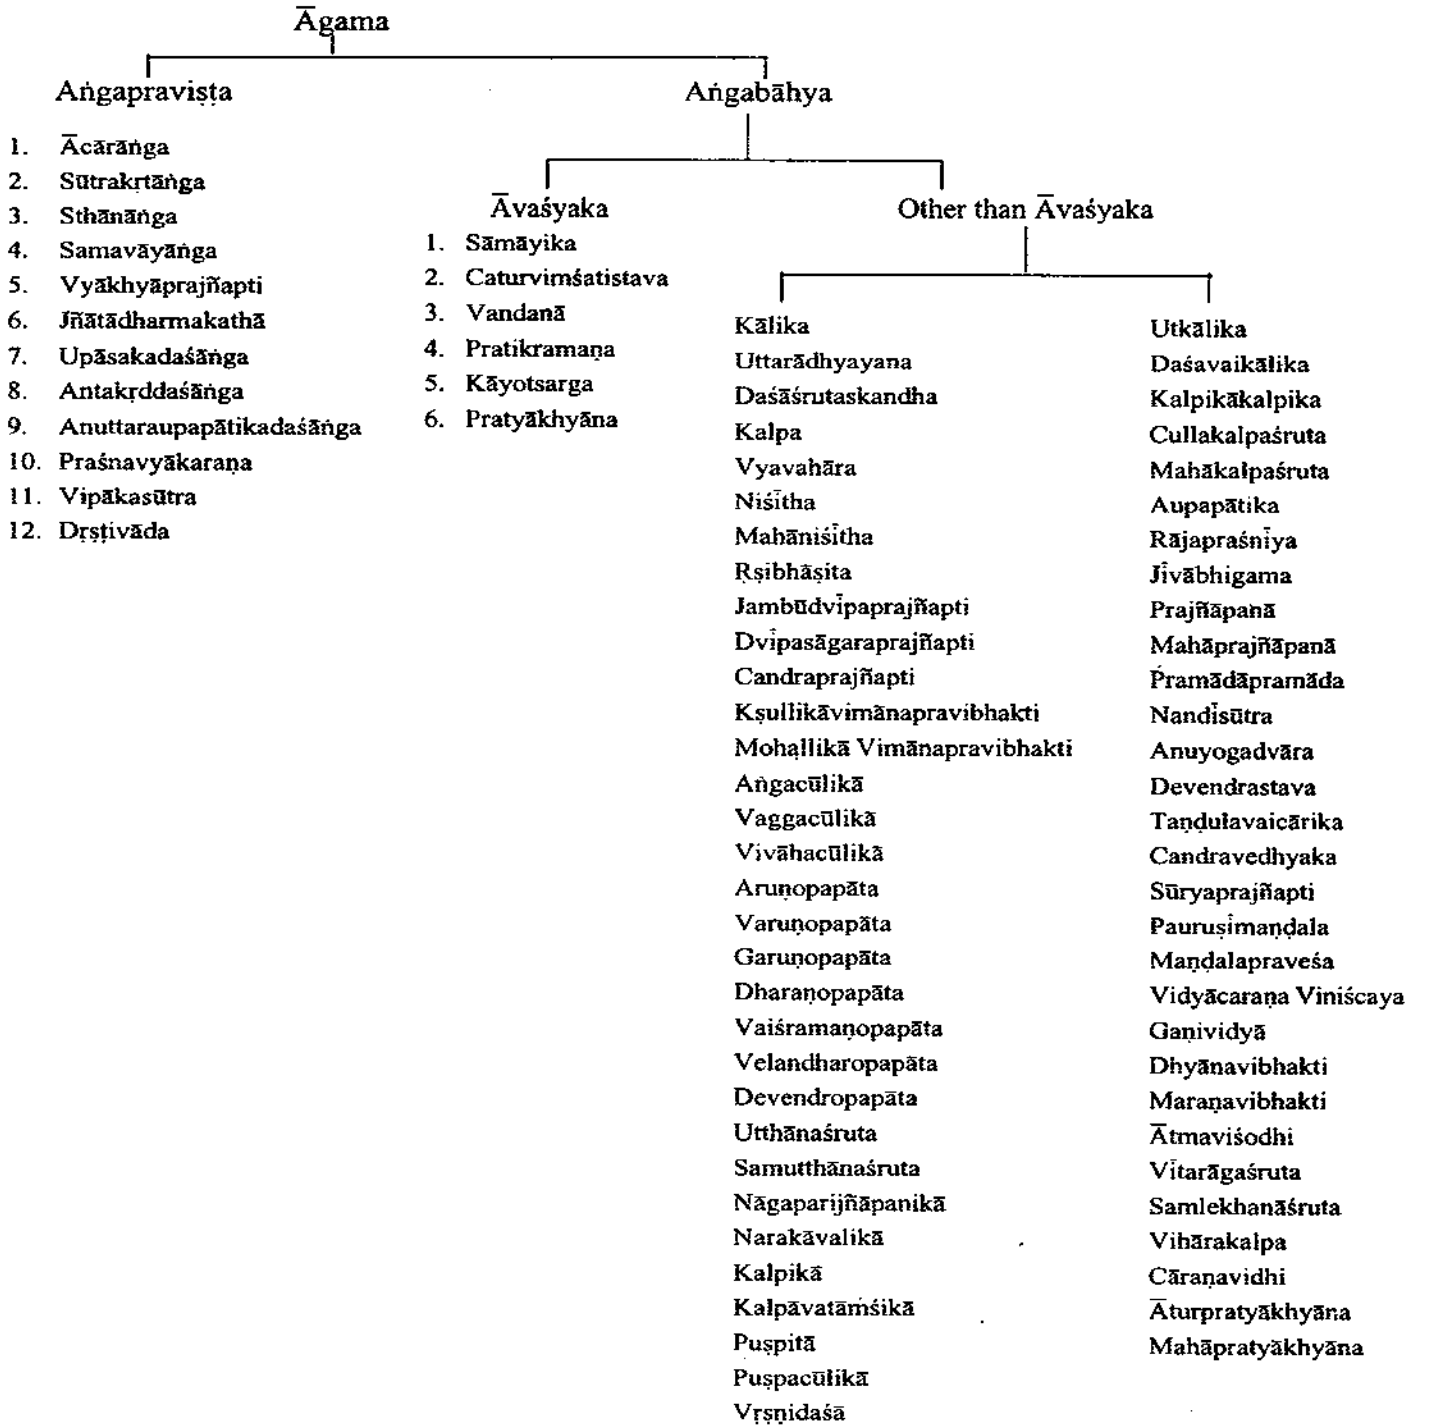 Āgama
Aṅgapraviṣṭa
Aṅgabāhya
1. Ācārāṅga
2. Sūtrakṛtāṅga
3. Sthānāṅga
4. Samavāyāṅga
5. Vyākhyāprajñapti
6. Jñātādharmakathā
7. Upāsakadaśāṅga
8. Antakṛddaśāṅga
9. Anuttaraupapātikadaśāṅga
10. Praśnavyākaraṇa
11. Vipākasūtra
12. Dṛṣṭivāda
Āvaśyaka
1. Sāmāyika
2. Caturvimśatistava
3. Vandanā
4. Pratikramaṇa
5. Kāyotsarga
6. Pratyākhyāna
Other than Āvaśyaka
Kālika
Uttarādhyayana
Daśāśrutaskandha
Kalpa
Vyavahāra
Niśītha
Mahāniśītha
Ṛṣibhāṣita
Jambūdvīpaprajñapti
Dvīpasāgaraprajñapti
Candraprajñapti
Kṣullikāvimānapravibhakti
Mohallikā Vimānapravibhakti
Aṅgacūlikā
Vaggacūlikā
Vivāhacūlikā
Aruṇopapāta
Varuṇopapāta
Garuṇopapāta
Dharaṇopapāta
Vaiśramaṇopapāta
Velandharopapāta
Devendropapāta
Utthānaśruta
Samutthānaśruta
Nāgaparijñāpanikā
Narakāvalikā
Kalpikā
Kalpāvatāṁśikā
Puṣpitā
Puṣpacūlikā
Vṛṣṇidaśā
Utkālika
Daśavaikālika
Kalpikākalpika
Cullakalpaśruta
Mahākalpaśruta
Aupapātika
Rājapraśnīya
Jīvābhigama
Prajñāpanā
Mahāprajñāpanā
Pramādāpramāda
Nandīsūtra
Anuyogadvāra
Devendrastava
Taṇḍulavaicārika
Candravedhyaka
Sūryaprajñapti
Pauruṣīmaṇḍala
Maṇḍalapraveśa
Vidyācaraṇa Viniścaya
Gaṇividyā
Dhyānavibhakti
Maraṇavibhakti
Ātmaviśodhi
Vītarāgaśruta
Samlekhanāśruta
Vihārakalpa
Cāraṇavidhi
Āturpratyākhyāna
Mahāpratyākhyāna